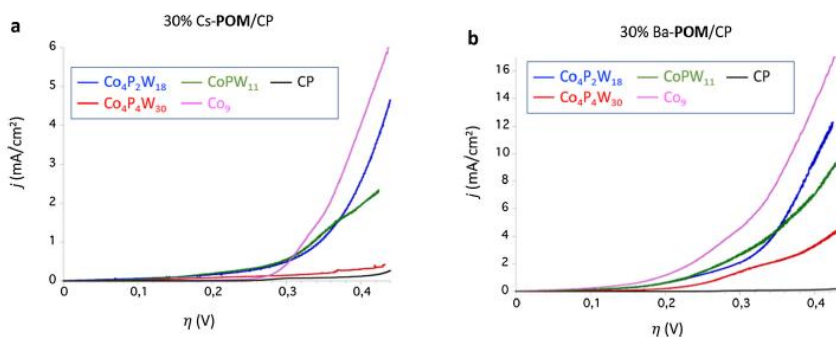 a
30% Cs-POM/CP
6
5
4
3
2
1
0
j (mA/cm²)
Co₄P₂W₁₈ CoPW₁₁ CP
Co₄P₄W₃₀ Co₉
0 0,1 0,2 0,3 0,4
η (V)
b
30% Ba-POM/CP
16
14
12
10
8
6
4
2
0
j (mA/cm²)
Co₄P₂W₁₈ CoPW₁₁ CP
Co₄P₄W₃₀ Co₉
0 0,1 0,2 0,3 0,4
η (V)